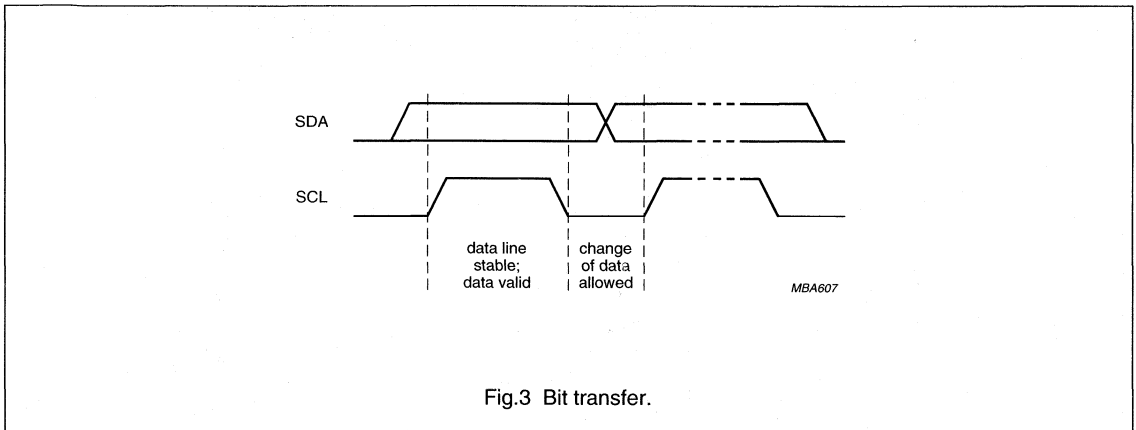 SDA
SCL
data line
stable;
data valid
change
of data
allowed
MBA607
Fig.3 Bit transfer.